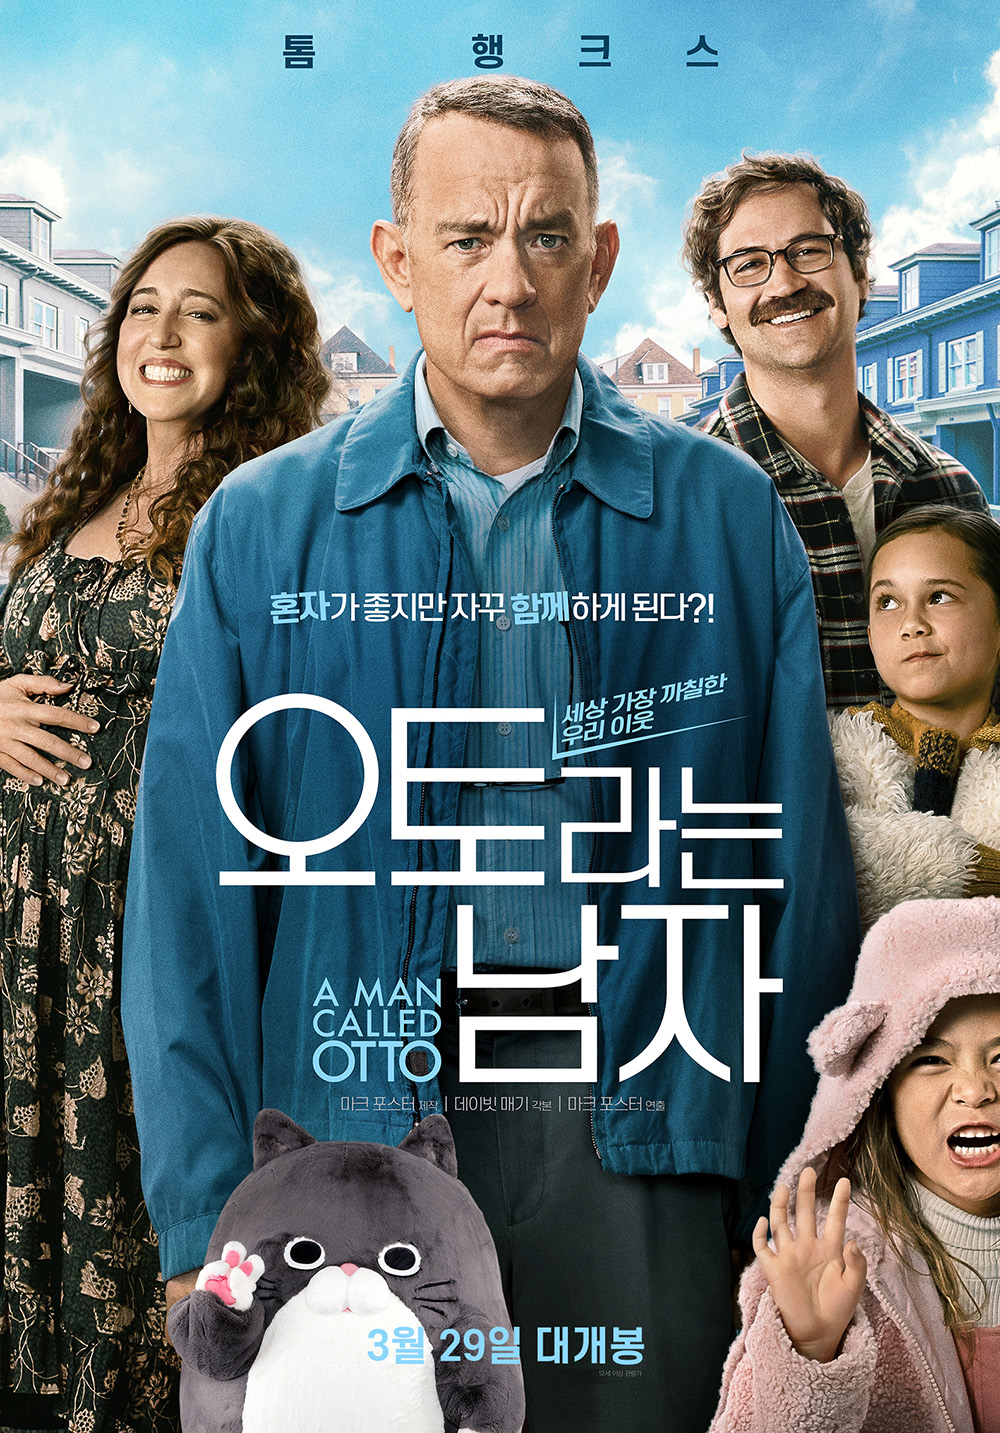 톰 행크스
혼자가 좋지만 자꾸 함께하게 된다?!
세상 가장 까칠한
우리 이웃
오토라는
남자
A MAN
CALLED
OTTO
마크 포스터 제작 | 데이빗 매기 각본 | 마크 포스터 연출
3월 29일 대개봉
12세 이상 관람가